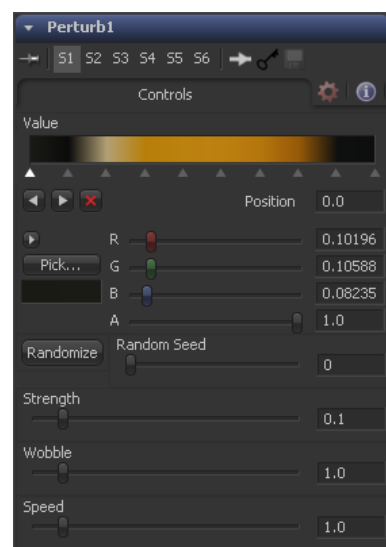 Perturb1
S1 S2 S3 S4 S5 S6
Controls
Value
Position 0.0
R 0.10196
Pick... G 0.10588
B 0.08235
A 1.0
Randomize Random Seed 0
Strength 0.1
Wobble 1.0
Speed 1.0